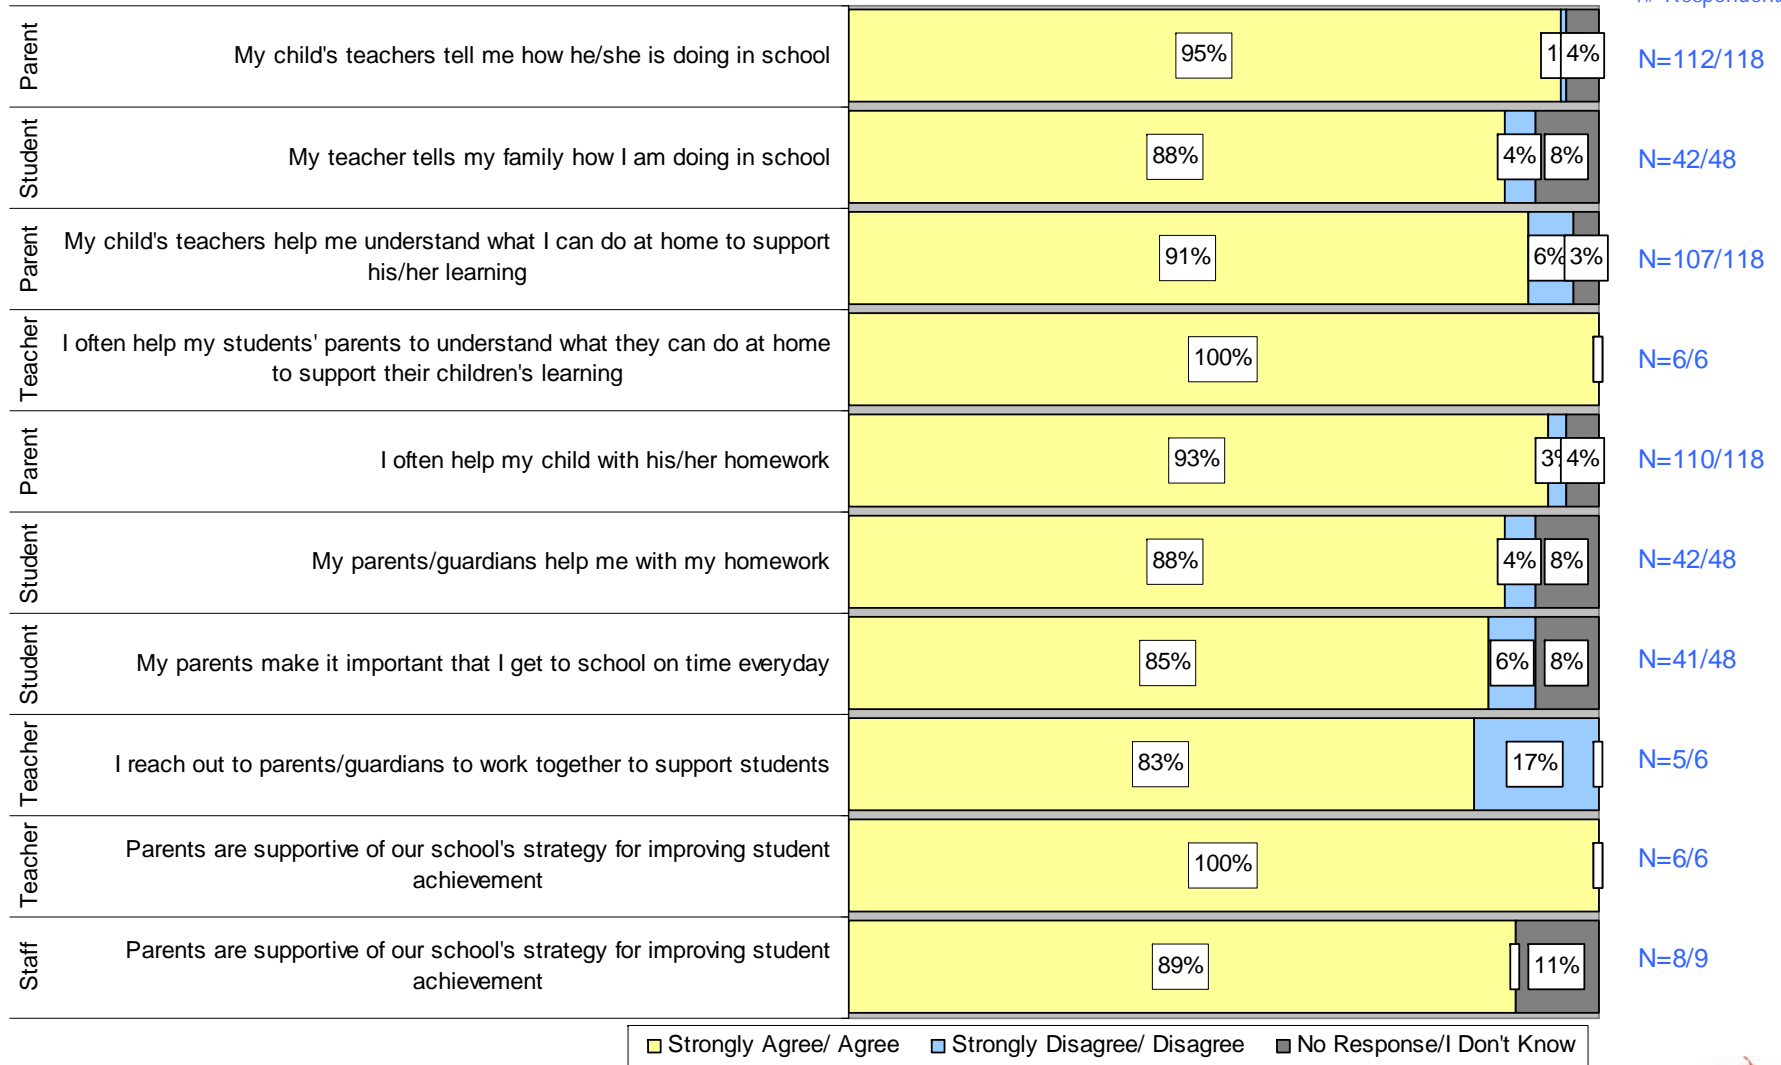 # Respondent
Parent
My child's teachers tell me how he/she is doing in school
95%
1
4%
N=112/118
Student
My teacher tells my family how I am doing in school
88%
4%
8%
N=42/48
Parent
My child's teachers help me understand what I can do at home to support
his/her learning
91%
6%
3%
N=107/118
Teacher
I often help my students' parents to understand what they can do at home
to support their children's learning
100%
N=6/6
Parent
I often help my child with his/her homework
93%
3%
4%
N=110/118
Student
My parents/guardians help me with my homework
88%
4%
8%
N=42/48
Student
My parents make it important that I get to school on time everyday
85%
6%
8%
N=41/48
Teacher
I reach out to parents/guardians to work together to support students
83%
17%
N=5/6
Teacher
Parents are supportive of our school's strategy for improving student
achievement
100%
N=6/6
Staff
Parents are supportive of our school's strategy for improving student
achievement
89%
11%
N=8/9
Strongly Agree/ Agree
Strongly Disagree/ Disagree
No Response/I Don't Know